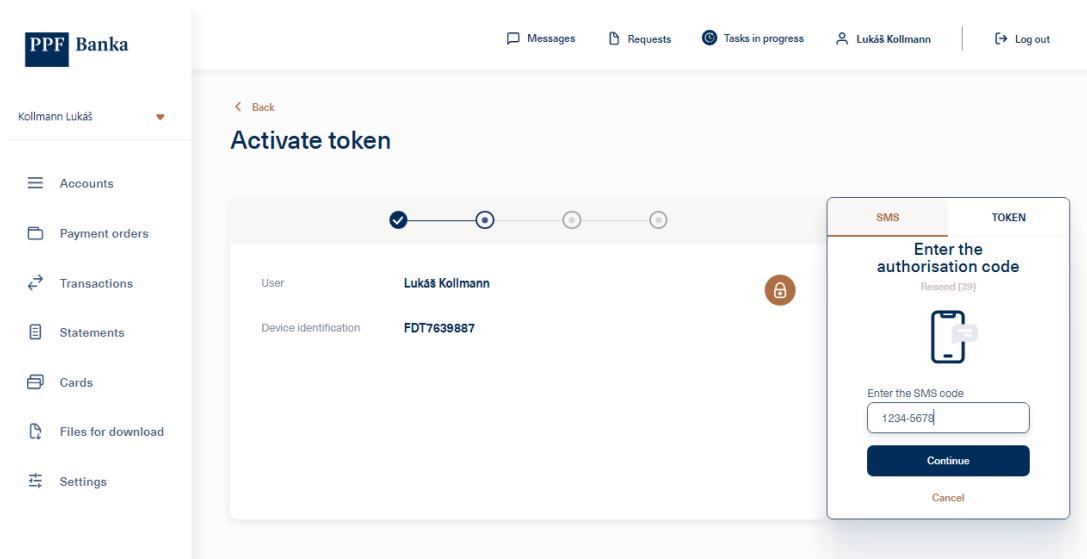 PPF Banka
Messages
Requests
Tasks in progress
Lukáš Kollmann
Log out
Kollmann Lukáš
Accounts
Payment orders
Transactions
Statements
Cards
Files for download
Settings
Back
Activate token
User
Lukáš Kollmann
Device identification
FDT7639887
SMS
TOKEN
Enter the
authorisation code
Resend (39)
Enter the SMS code
1234-5678
Continue
Cancel